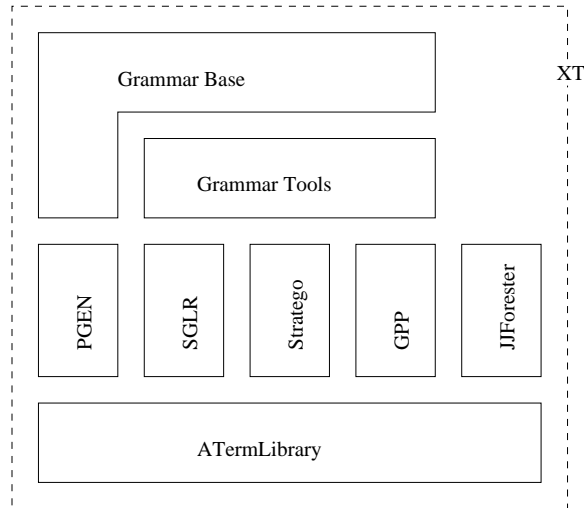 XT
Grammar Base
Grammar Tools
PGEN
SGLR
Stratego
GPP
JJForester
ATermLibrary